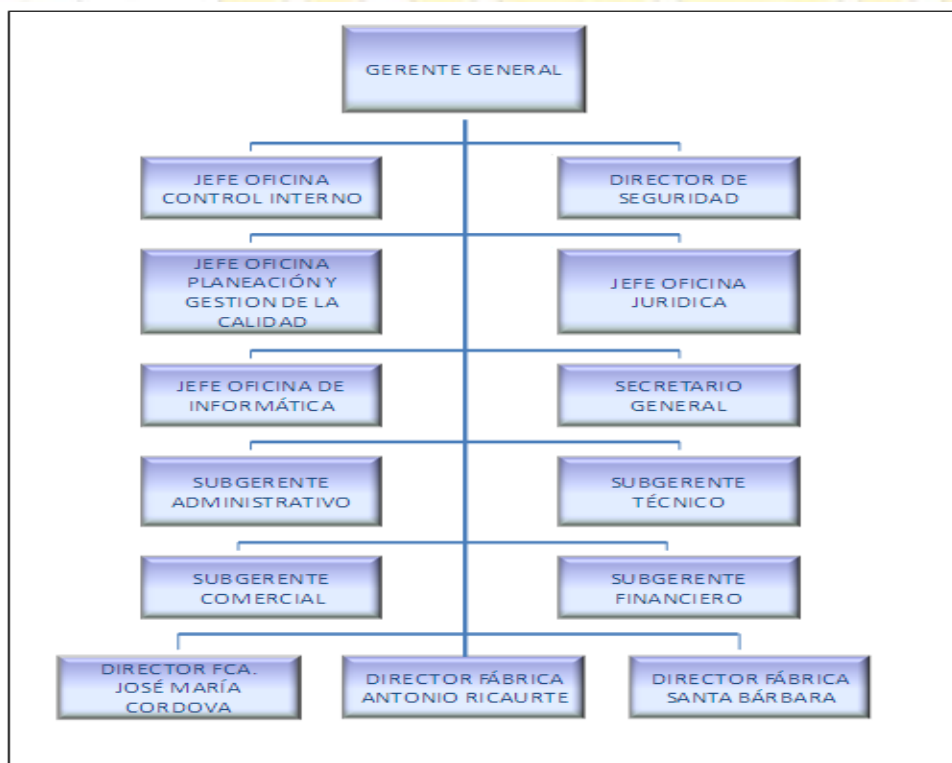 GERENTE GENERAL
JEFE OFICINA
CONTROL INTERNO
DIRECTOR DE
SEGURIDAD
JEFE OFICINA
PLANEACIÓN Y
GESTION DE LA
CALIDAD
JEFE OFICINA
JURIDICA
JEFE OFICINA DE
INFORMÁTICA
SECRETARIO
GENERAL
SUBGERENTE
ADMINISTRATIVO
SUBGERENTE
TÉCNICO
SUBGERENTE
COMERCIAL
SUBGERENTE
FINANCIERO
DIRECTOR FCA.
JOSÉ MARÍA
CORDOVA
DIRECTOR FÁBRICA
ANTONIO RICAURTE
DIRECTOR FÁBRICA
SANTA BÁRBARA